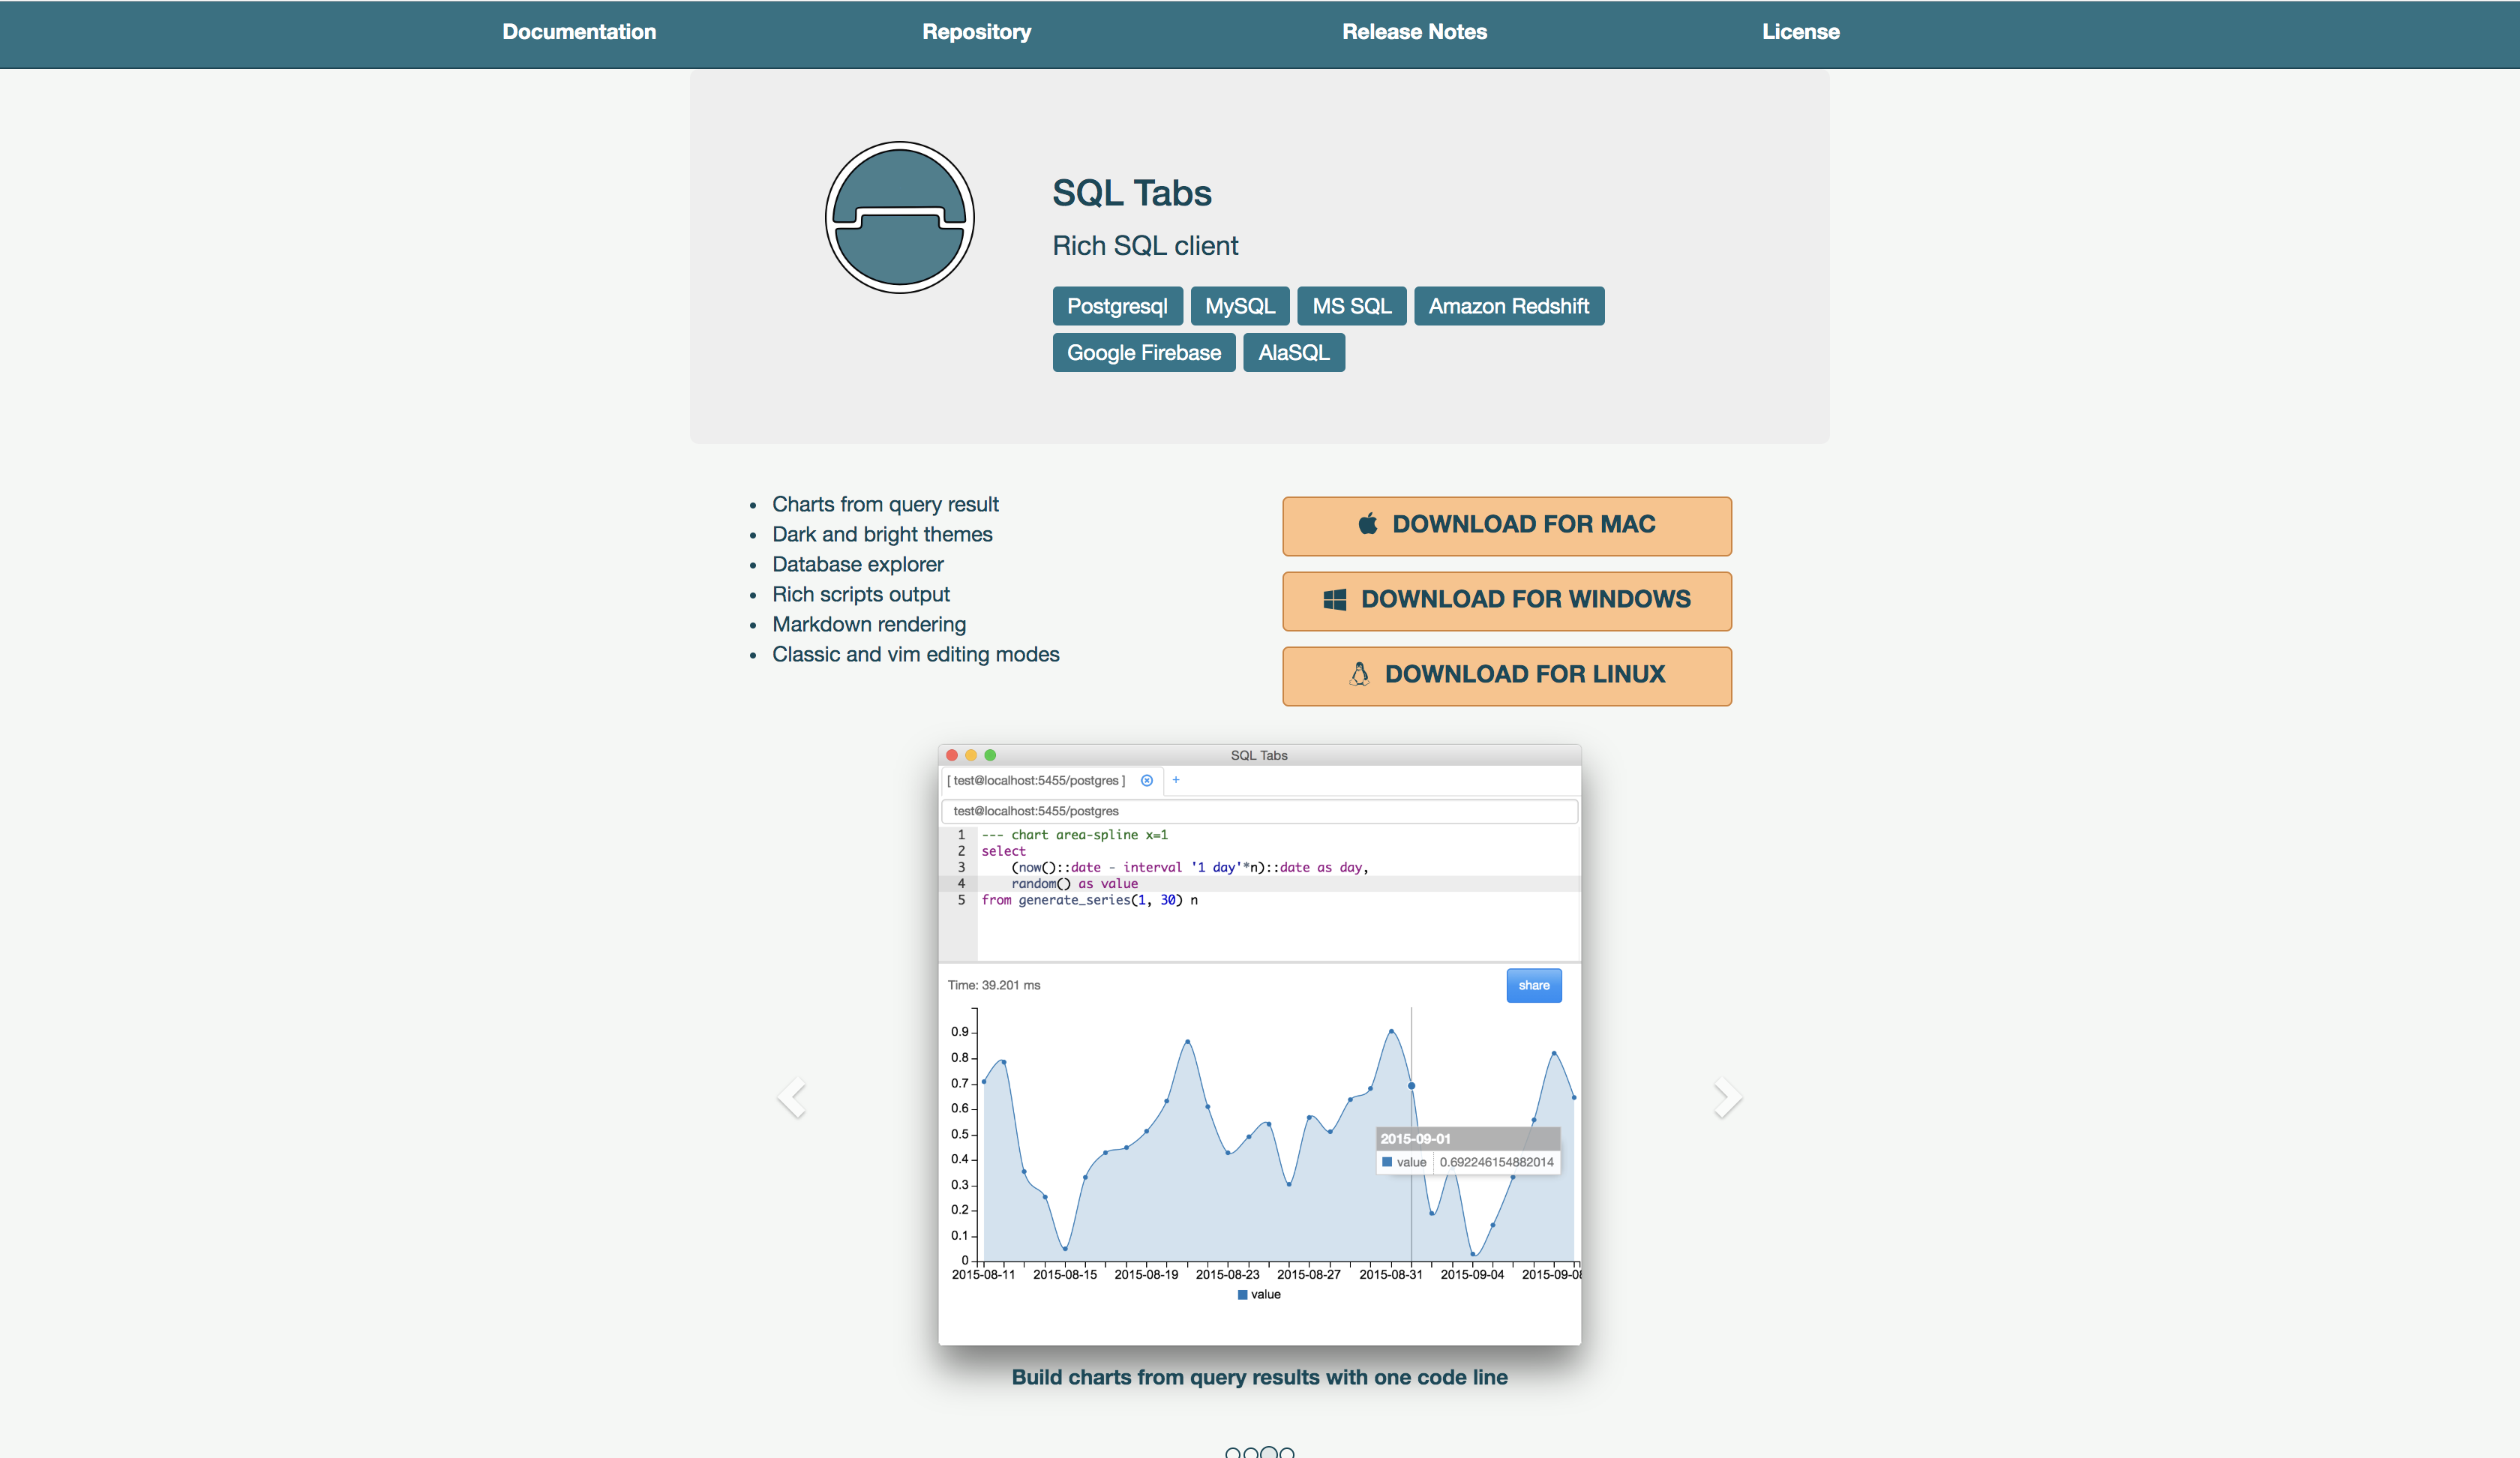 Documentation Repository Release Notes License
SQL Tabs
Rich SQL client
Postgresql MySQL MS SQL Amazon Redshift
Google Firebase AlaSQL
Charts from query result
Dark and bright themes
Database explorer
Rich scripts output
Markdown rendering
Classic and vim editing modes
DOWNLOAD FOR MAC
DOWNLOAD FOR WINDOWS
DOWNLOAD FOR LINUX
SQL Tabs
[ test@localhost:5455/postgres ] +
test@localhost:5455/postgres
1 --- chart area-spline x=1
2 select
3 (now()::date - interval '1 day'*n)::date as day,
4 random() as value
5 from generate_series(1, 30) n
Time: 39.201 ms share
0.9
0.8
0.7
0.6
0.5
0.4
0.3
0.2
0.1
0
2015-09-01
value 0.692246154882014
2015-08-11 2015-08-15 2015-08-19 2015-08-23 2015-08-27 2015-08-31 2015-09-04 2015-09-08
value
Build charts from query results with one code line